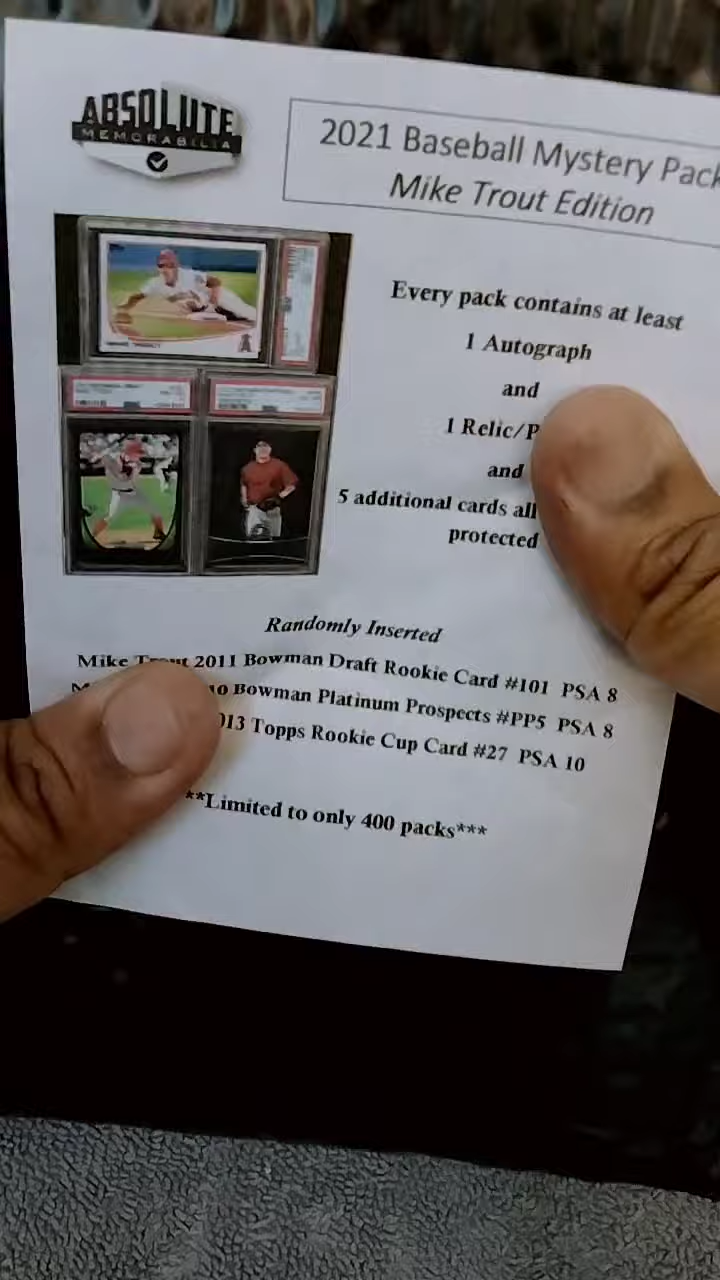 ABSOLUTE
MEMORABILIA
2021 Baseball Mystery Pack
Mike Trout Edition
Every pack contains at least
1 Autograph
and
1 Relic/P
and
5 additional cards all
protected
Randomly Inserted
Mike Trout 2011 Bowman Draft Rookie Card #101 PSA 8
10 Bowman Platinum Prospects #PP5 PSA 8
013 Topps Rookie Cup Card #27 PSA 10
**Limited to only 400 packs***